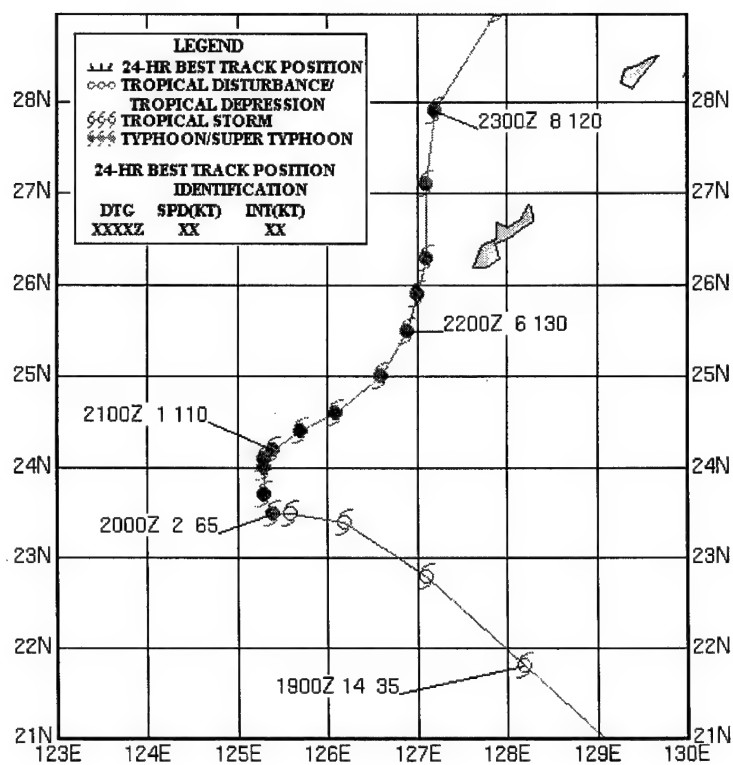 LEGEND
24-HR BEST TRACK POSITION
TROPICAL DISTURBANCE/
TROPICAL DEPRESSION
TROPICAL STORM
TYPHOON/SUPER TYPHOON
24-HR BEST TRACK POSITION
IDENTIFICATION
DTG SPD(KT) INT(KT)
XXXXZ XX XX
28N 28N
2300Z 8 120
27N 27N
26N 26N
2200Z 6 130
25N 25N
2100Z 1 110
24N 24N
2000Z 2 65
23N 23N
22N 22N
1900Z 14 35
21N 21N
123E 124E 125E 126E 127E 128E 129E 130E